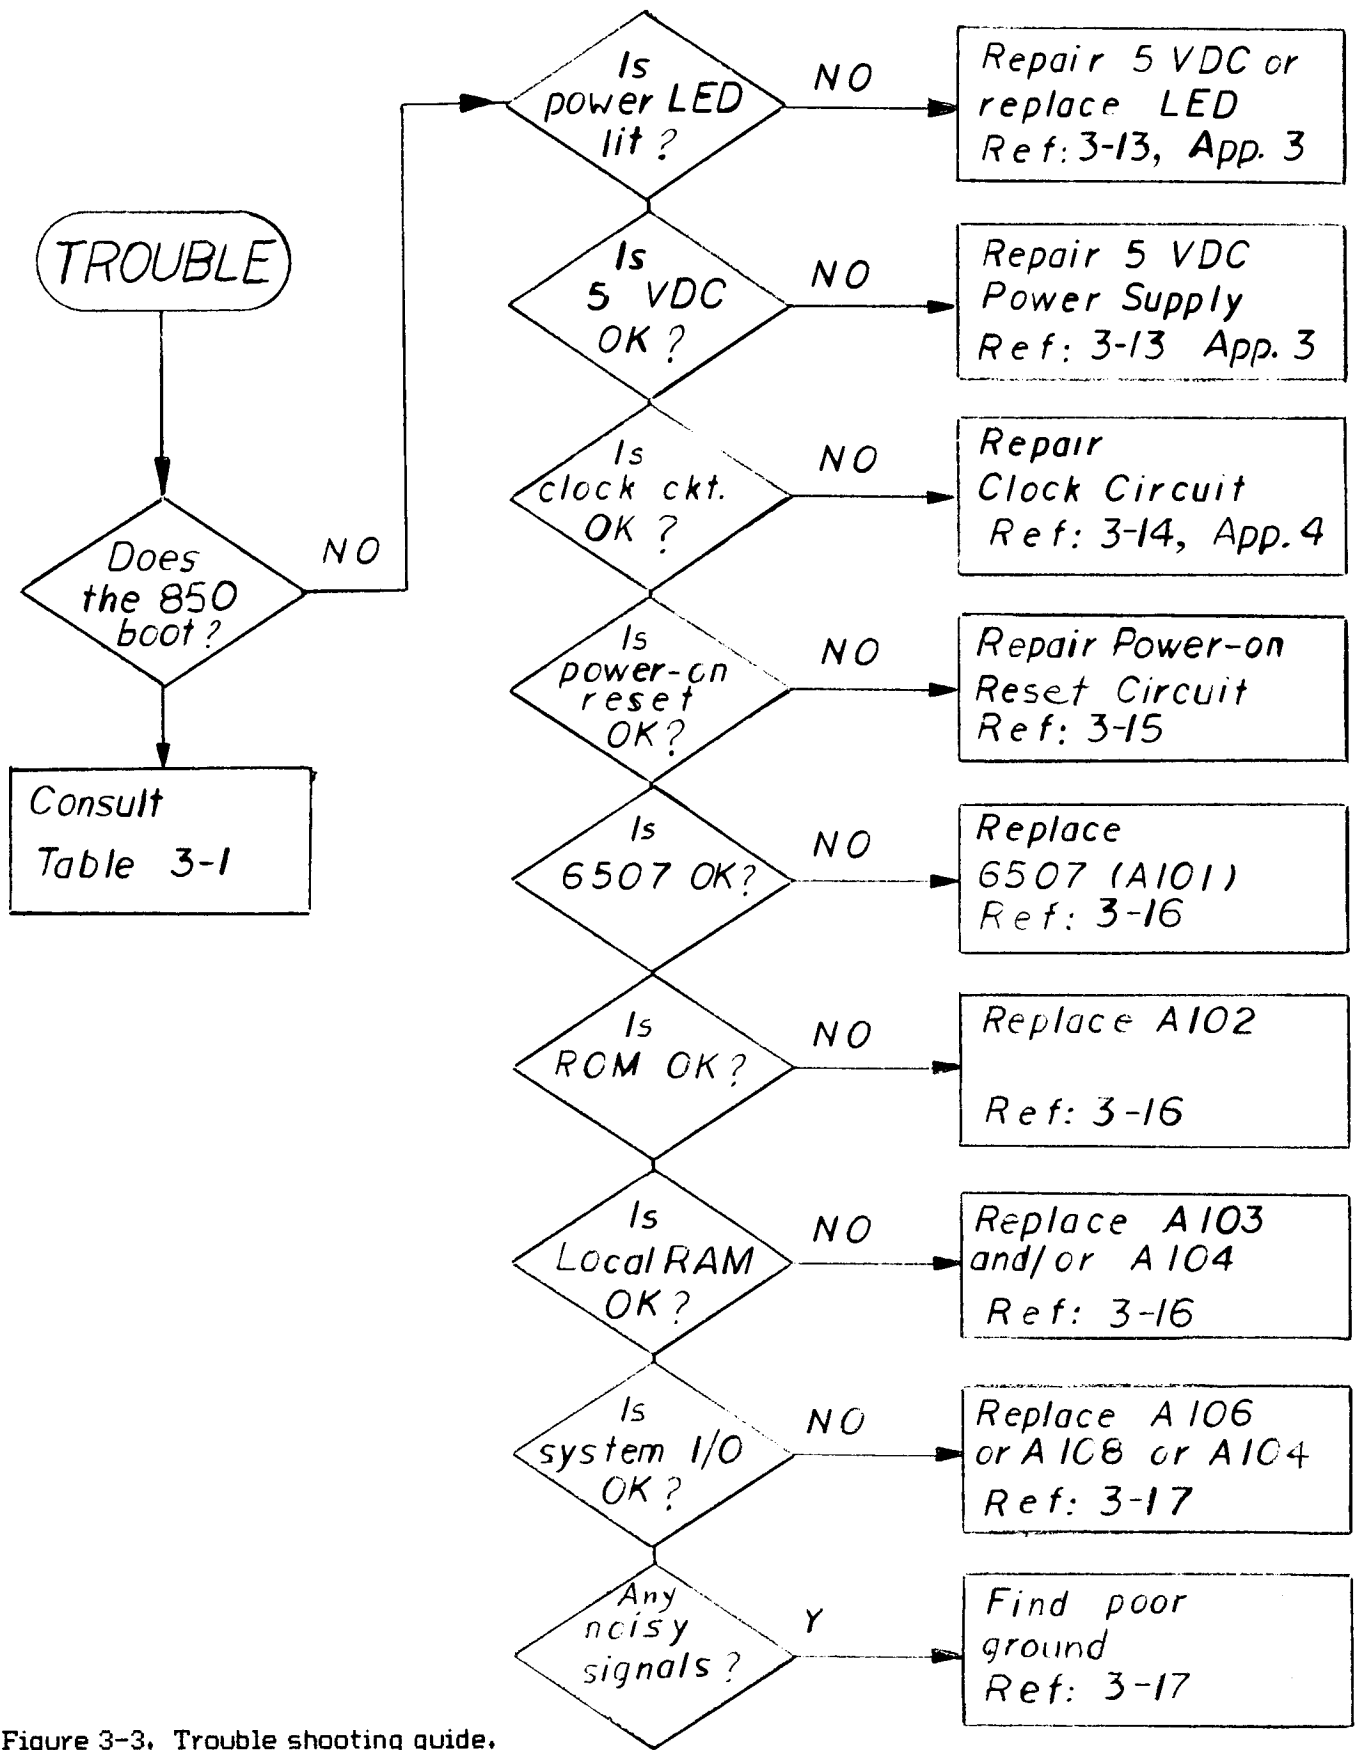 TROUBLE
Does
the 850
boot?
NO
Consult
Table 3-1
Is
power LED
lit?
NO
Repair 5 VDC or
replace LED
Ref: 3-13, App. 3
Is
5 VDC
OK?
NO
Repair 5 VDC
Power Supply
Ref: 3-13 App. 3
Is
clock ckt.
OK?
NO
Repair
Clock Circuit
Ref: 3-14, App. 4
Is
power-on
reset
OK?
NO
Repair Power-on
Reset Circuit
Ref: 3-15
Is
6507 OK?
NO
Replace
6507 (A101)
Ref: 3-16
Is
ROM OK?
NO
Replace A102
Ref: 3-16
Is
Local RAM
OK?
NO
Replace A103
and/or A104
Ref: 3-16
Is
system I/O
OK?
NO
Replace A106
or A108 or A104
Ref: 3-17
Any
noisy
signals?
Y
Find poor
ground
Ref: 3-17
Figure 3-3. Trouble shooting guide.